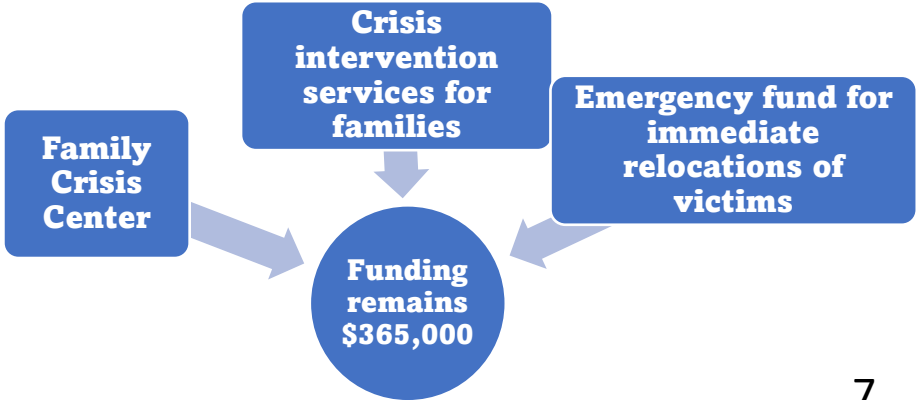 Family
Crisis
Center
Crisis
intervention
services for
families
Emergency fund for
immediate
relocations of
victims
Funding
remains
$365,000
7